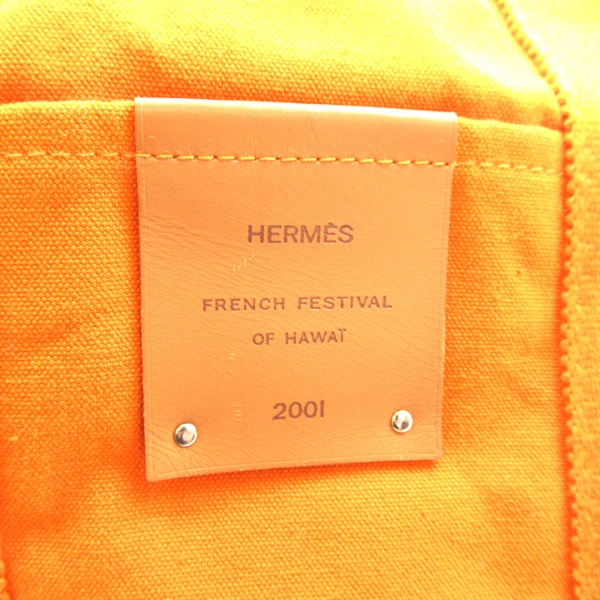 HERMÈS
FRENCH FESTIVAL
OF HAWAÏ
2001